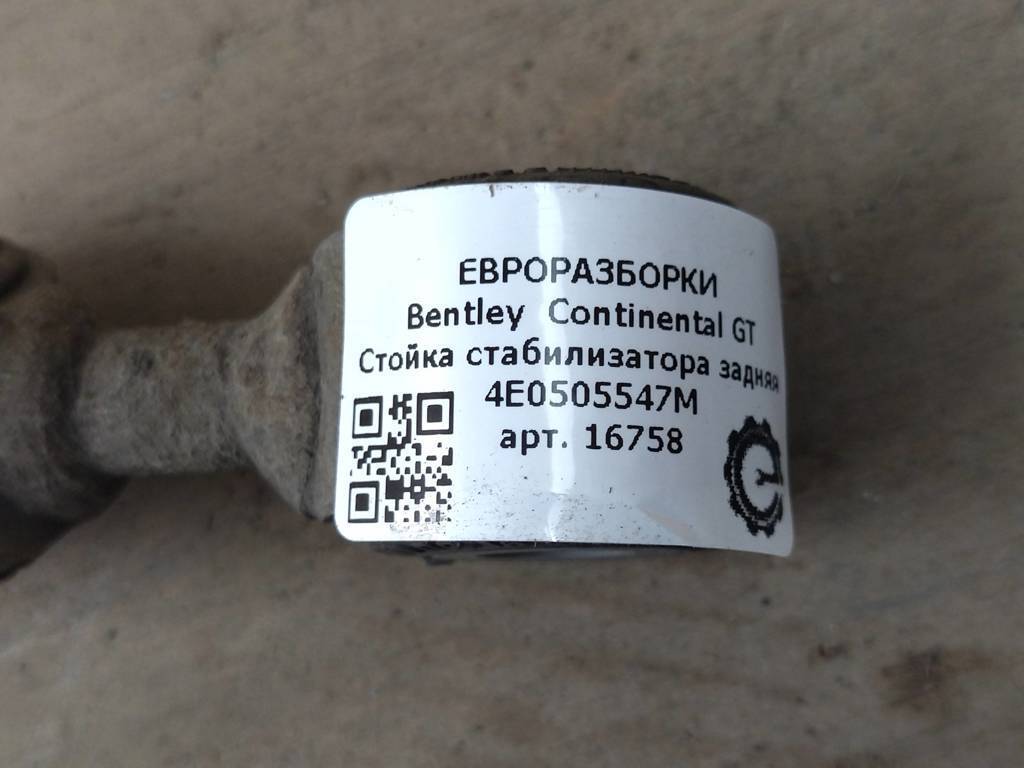 ЕВРОРАЗБОРКИ
Bentley Continental GT
Стойка стабилизатора задняя
4E0505547M
арт. 16758